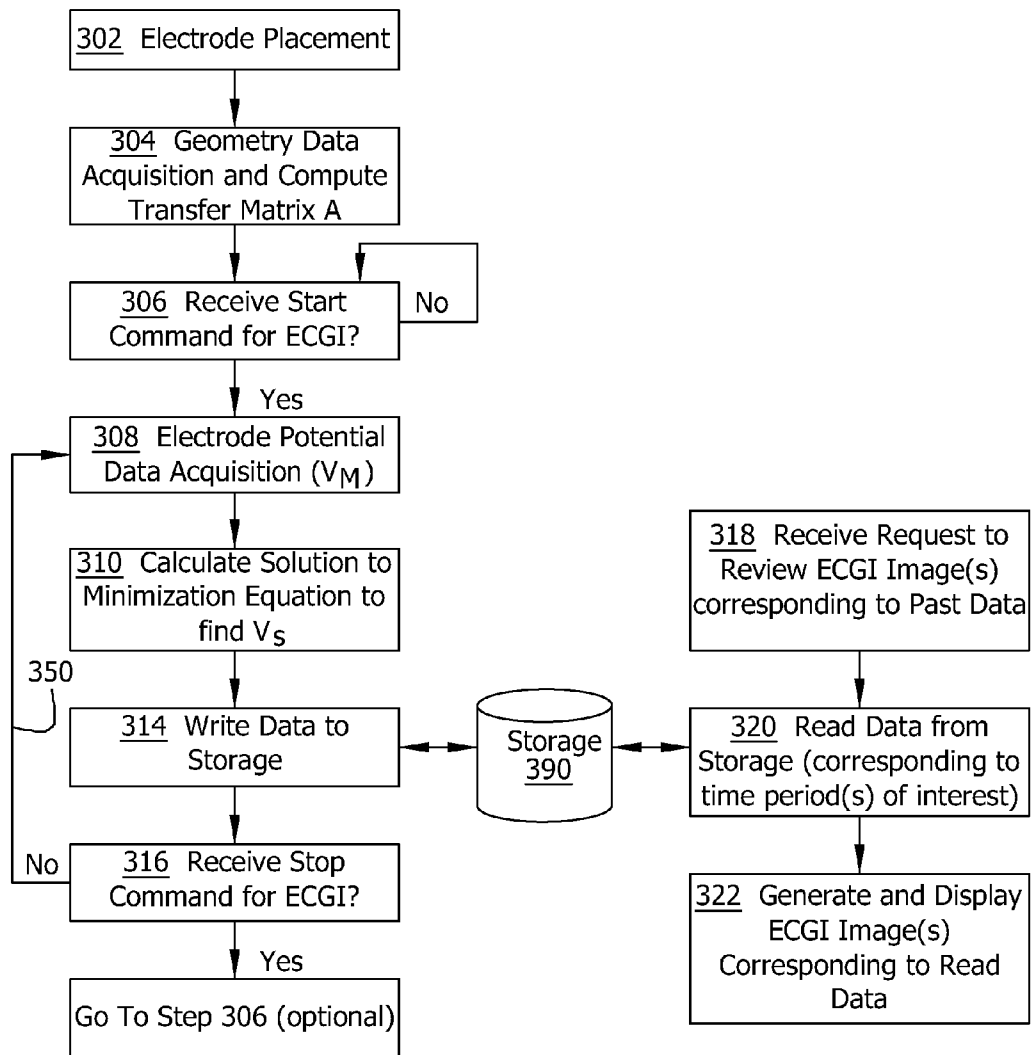 302 Electrode Placement
304 Geometry Data
Acquisition and Compute
Transfer Matrix A
306 Receive Start
Command for ECGI?
No
Yes
308 Electrode Potential
Data Acquisition (VM)
310 Calculate Solution to
Minimization Equation to
find VS
350
314 Write Data to
Storage
No
316 Receive Stop
Command for ECGI?
Yes
Go To Step 306 (optional)
Storage
390
318 Receive Request to
Review ECGI Image(s)
corresponding to Past Data
320 Read Data from
Storage (corresponding to
time period(s) of interest)
322 Generate and Display
ECGI Image(s)
Corresponding to Read
Data